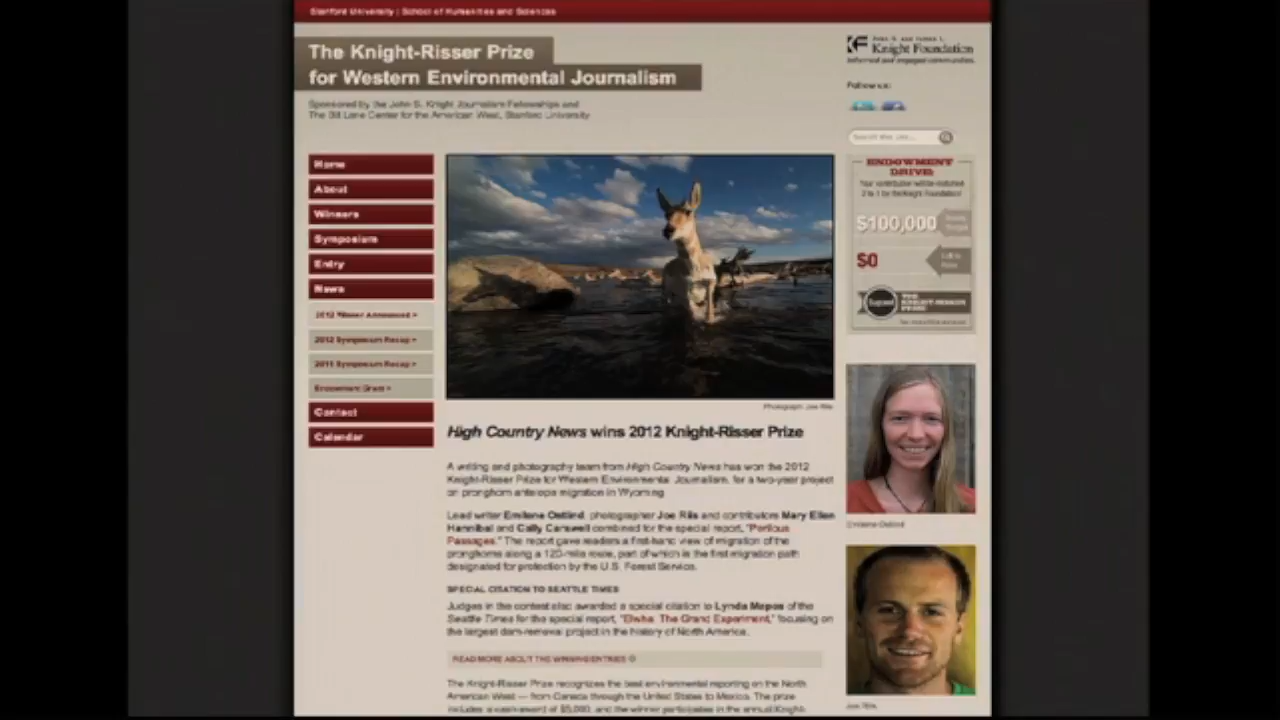 Stanford University | School of Humanities and Sciences
The Knight-Risser Prize
for Western Environmental Journalism
Sponsored by the John S. Knight Journalism Fellowships and
The Bill Lane Center for the American West, Stanford University
Knight Foundation
Informed and engaged communities.
Follow us:
Search this site...
Home
About
Winners
Symposium
Entry
News
2012 Winner Announced >
2012 Symposium Recap >
2011 Symposium Recap >
Endowment Grant >
Contact
Calendar
ENDOWMENT
DRIVE:
Your contribution will be matched
2 to 1 by the Knight Foundation!
$100,000
$0
Support
THE
KNIGHT-RISSER
PRIZE
Photograph: Joe Riis
High Country News wins 2012 Knight-Risser Prize
A writing and photography team from High Country News has won the 2012
Knight-Risser Prize for Western Environmental Journalism, for a two-year project
on pronghorn antelope migration in Wyoming.
Lead writer Emilene Ostlind, photographer Joe Riis and contributors Mary Ellen
Hannibal and Cally Carswell combined for the special report, "Perilous
Passages." The report gave readers a first-hand view of migration of the
pronghorns along a 120-mile route, part of which is the first migration path
designated for protection by the U.S. Forest Service.
SPECIAL CITATION TO SEATTLE TIMES
Judges in the contest also awarded a special citation to Lynda Mapes of the
Seattle Times for the special report, "Elwha: The Grand Experiment," focusing on
the largest dam-removal project in the history of North America.
READ MORE ABOUT THE WINNING ENTRIES
The Knight-Risser Prize recognizes the best environmental reporting on the North
American West — from Canada through the United States to Mexico. The prize
includes a cash award of $5,000, and the winner participates in the annual Knight-
Emilene Ostlind
Joe Riis